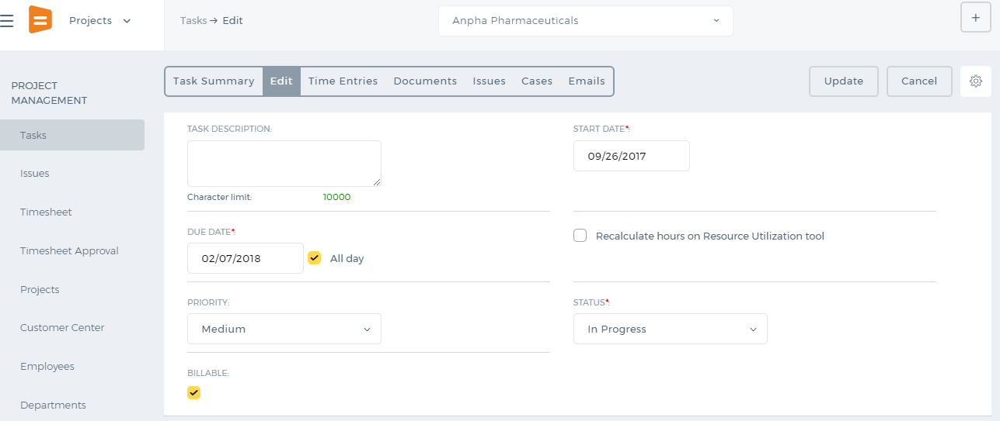 Projects
Tasks → Edit
Anpha Pharmaceuticals
+
PROJECT
MANAGEMENT
Tasks
Issues
Timesheet
Timesheet Approval
Projects
Customer Center
Employees
Departments
Task Summary Edit Time Entries Documents Issues Cases Emails
Update Cancel
TASK DESCRIPTION:
Character limit: 10000
START DATE*:
09/26/2017
DUE DATE*:
02/07/2018 All day
Recalculate hours on Resource Utilization tool
PRIORITY:
Medium
STATUS*:
In Progress
BILLABLE: